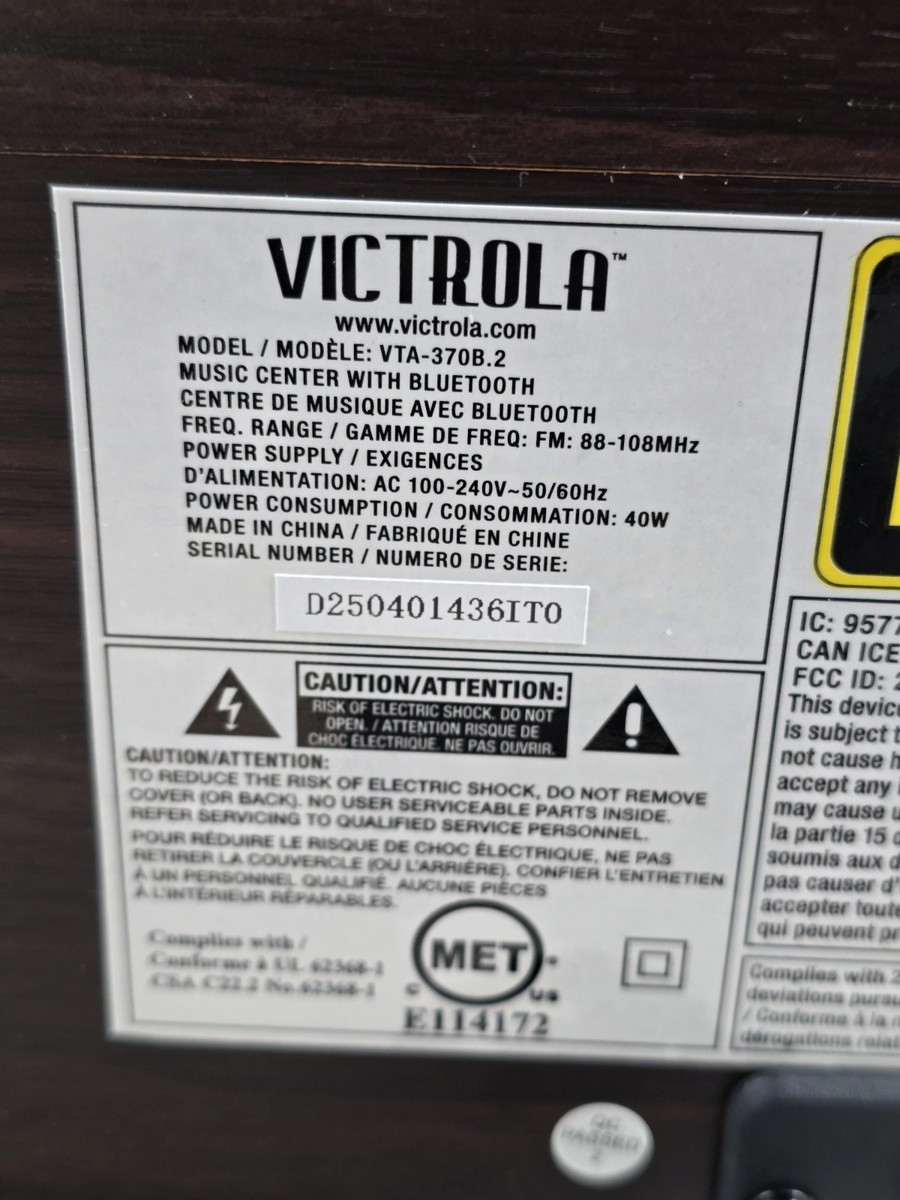 VICTROLA™
www.victrola.com
MODEL / MODÈLE: VTA-370B.2
MUSIC CENTER WITH BLUETOOTH
CENTRE DE MUSIQUE AVEC BLUETOOTH
FREQ. RANGE / GAMME DE FREQ: FM: 88-108MHz
POWER SUPPLY / EXIGENCES
D'ALIMENTATION: AC 100-240V~50/60Hz
POWER CONSUMPTION / CONSOMMATION: 40W
MADE IN CHINA / FABRIQUÉ EN CHINE
SERIAL NUMBER / NUMERO DE SERIE:
D250401436IT0
CAUTION/ATTENTION:
RISK OF ELECTRIC SHOCK. DO NOT
OPEN. / ATTENTION RISQUE DE
CHOC ÉLECTRIQUE. NE PAS OUVRIR.
CAUTION/ATTENTION:
TO REDUCE THE RISK OF ELECTRIC SHOCK, DO NOT REMOVE
COVER (OR BACK). NO USER SERVICEABLE PARTS INSIDE.
REFER SERVICING TO QUALIFIED SERVICE PERSONNEL.
POUR RÉDUIRE LE RISQUE DE CHOC ÉLECTRIQUE, NE PAS
RETIRER LA COUVERCLE (OU L'ARRIÈRE). CONFIER L'ENTRETIEN
À UN PERSONNEL QUALIFIÉ. AUCUNE PIÈCES
À L'INTÉRIEUR RÉPARABLES.
Complies with /
Conforme à UL 62368-1
CSA C22.2 No.62368-1
MET
C US
E114172
IC: 9577
CAN ICE
FCC ID: 2
This device
is subject t
not cause h
accept any
may cause u
la partie 15 d
soumis aux d
pas causer d'
accepter toute
qui peuvent pr
Complies with 2
deviations pursu
/ Conforme à la
dérogations relat
QC
PASSED
2